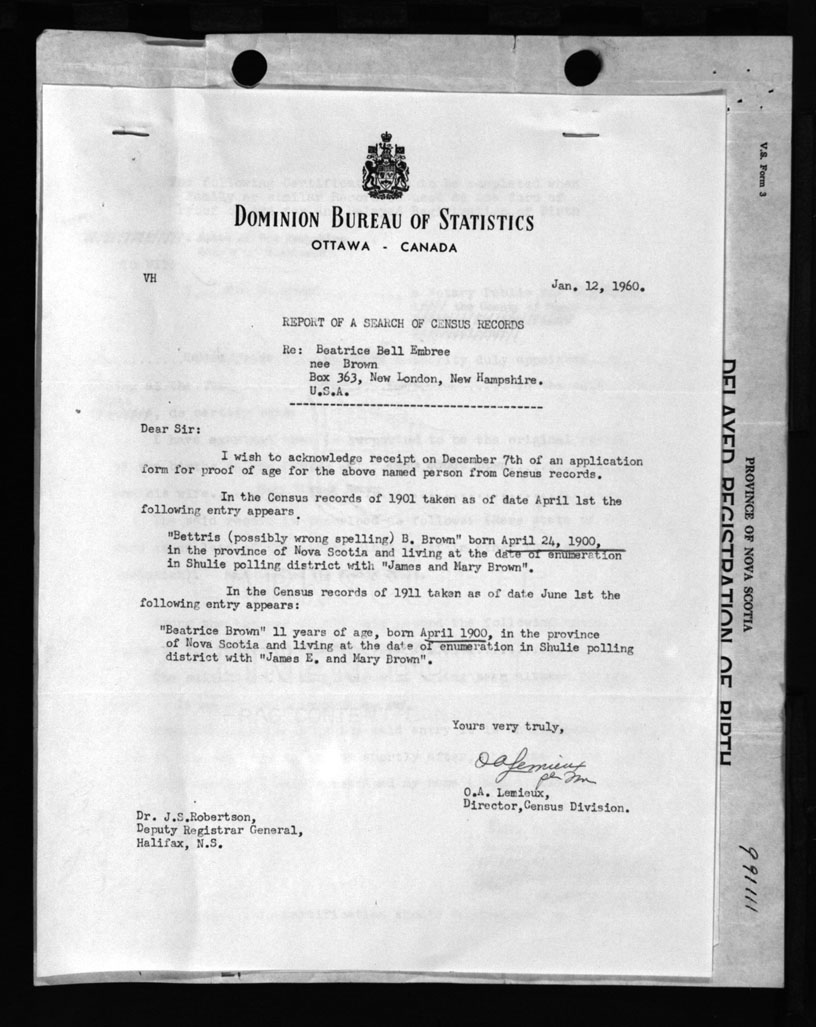 DOMINION BUREAU OF STATISTICS
OTTAWA - CANADA
VH
Jan. 12, 1960.
REPORT OF A SEARCH OF CENSUS RECORDS
Re: Beatrice Bell Embree
nee Brown
Box 363, New London, New Hampshire.
U.S.A.
Dear Sir:
I wish to acknowledge receipt on December 7th of an application
form for proof of age for the above named person from Census records.
In the Census records of 1901 taken as of date April 1st the
following entry appears.
"Bettris (possibly wrong spelling) B. Brown" born April 24, 1900,
in the province of Nova Scotia and living at the date of enumeration
in Shulie polling district with "James and Mary Brown".
In the Census records of 1911 taken as of date June 1st the
following entry appears:
"Beatrice Brown" 11 years of age, born April 1900, in the province
of Nova Scotia and living at the date of enumeration in Shulie polling
district with "James E. and Mary Brown".
Yours very truly,
OALemieux
per
O.A. Lemieux,
Director,Census Division.
Dr. J.S.Robertson,
Deputy Registrar General,
Halifax, N.S.
V.S. Form 3
PROVINCE OF NOVA SCOTIA
DELAYED REGISTRATION OF BIRTH